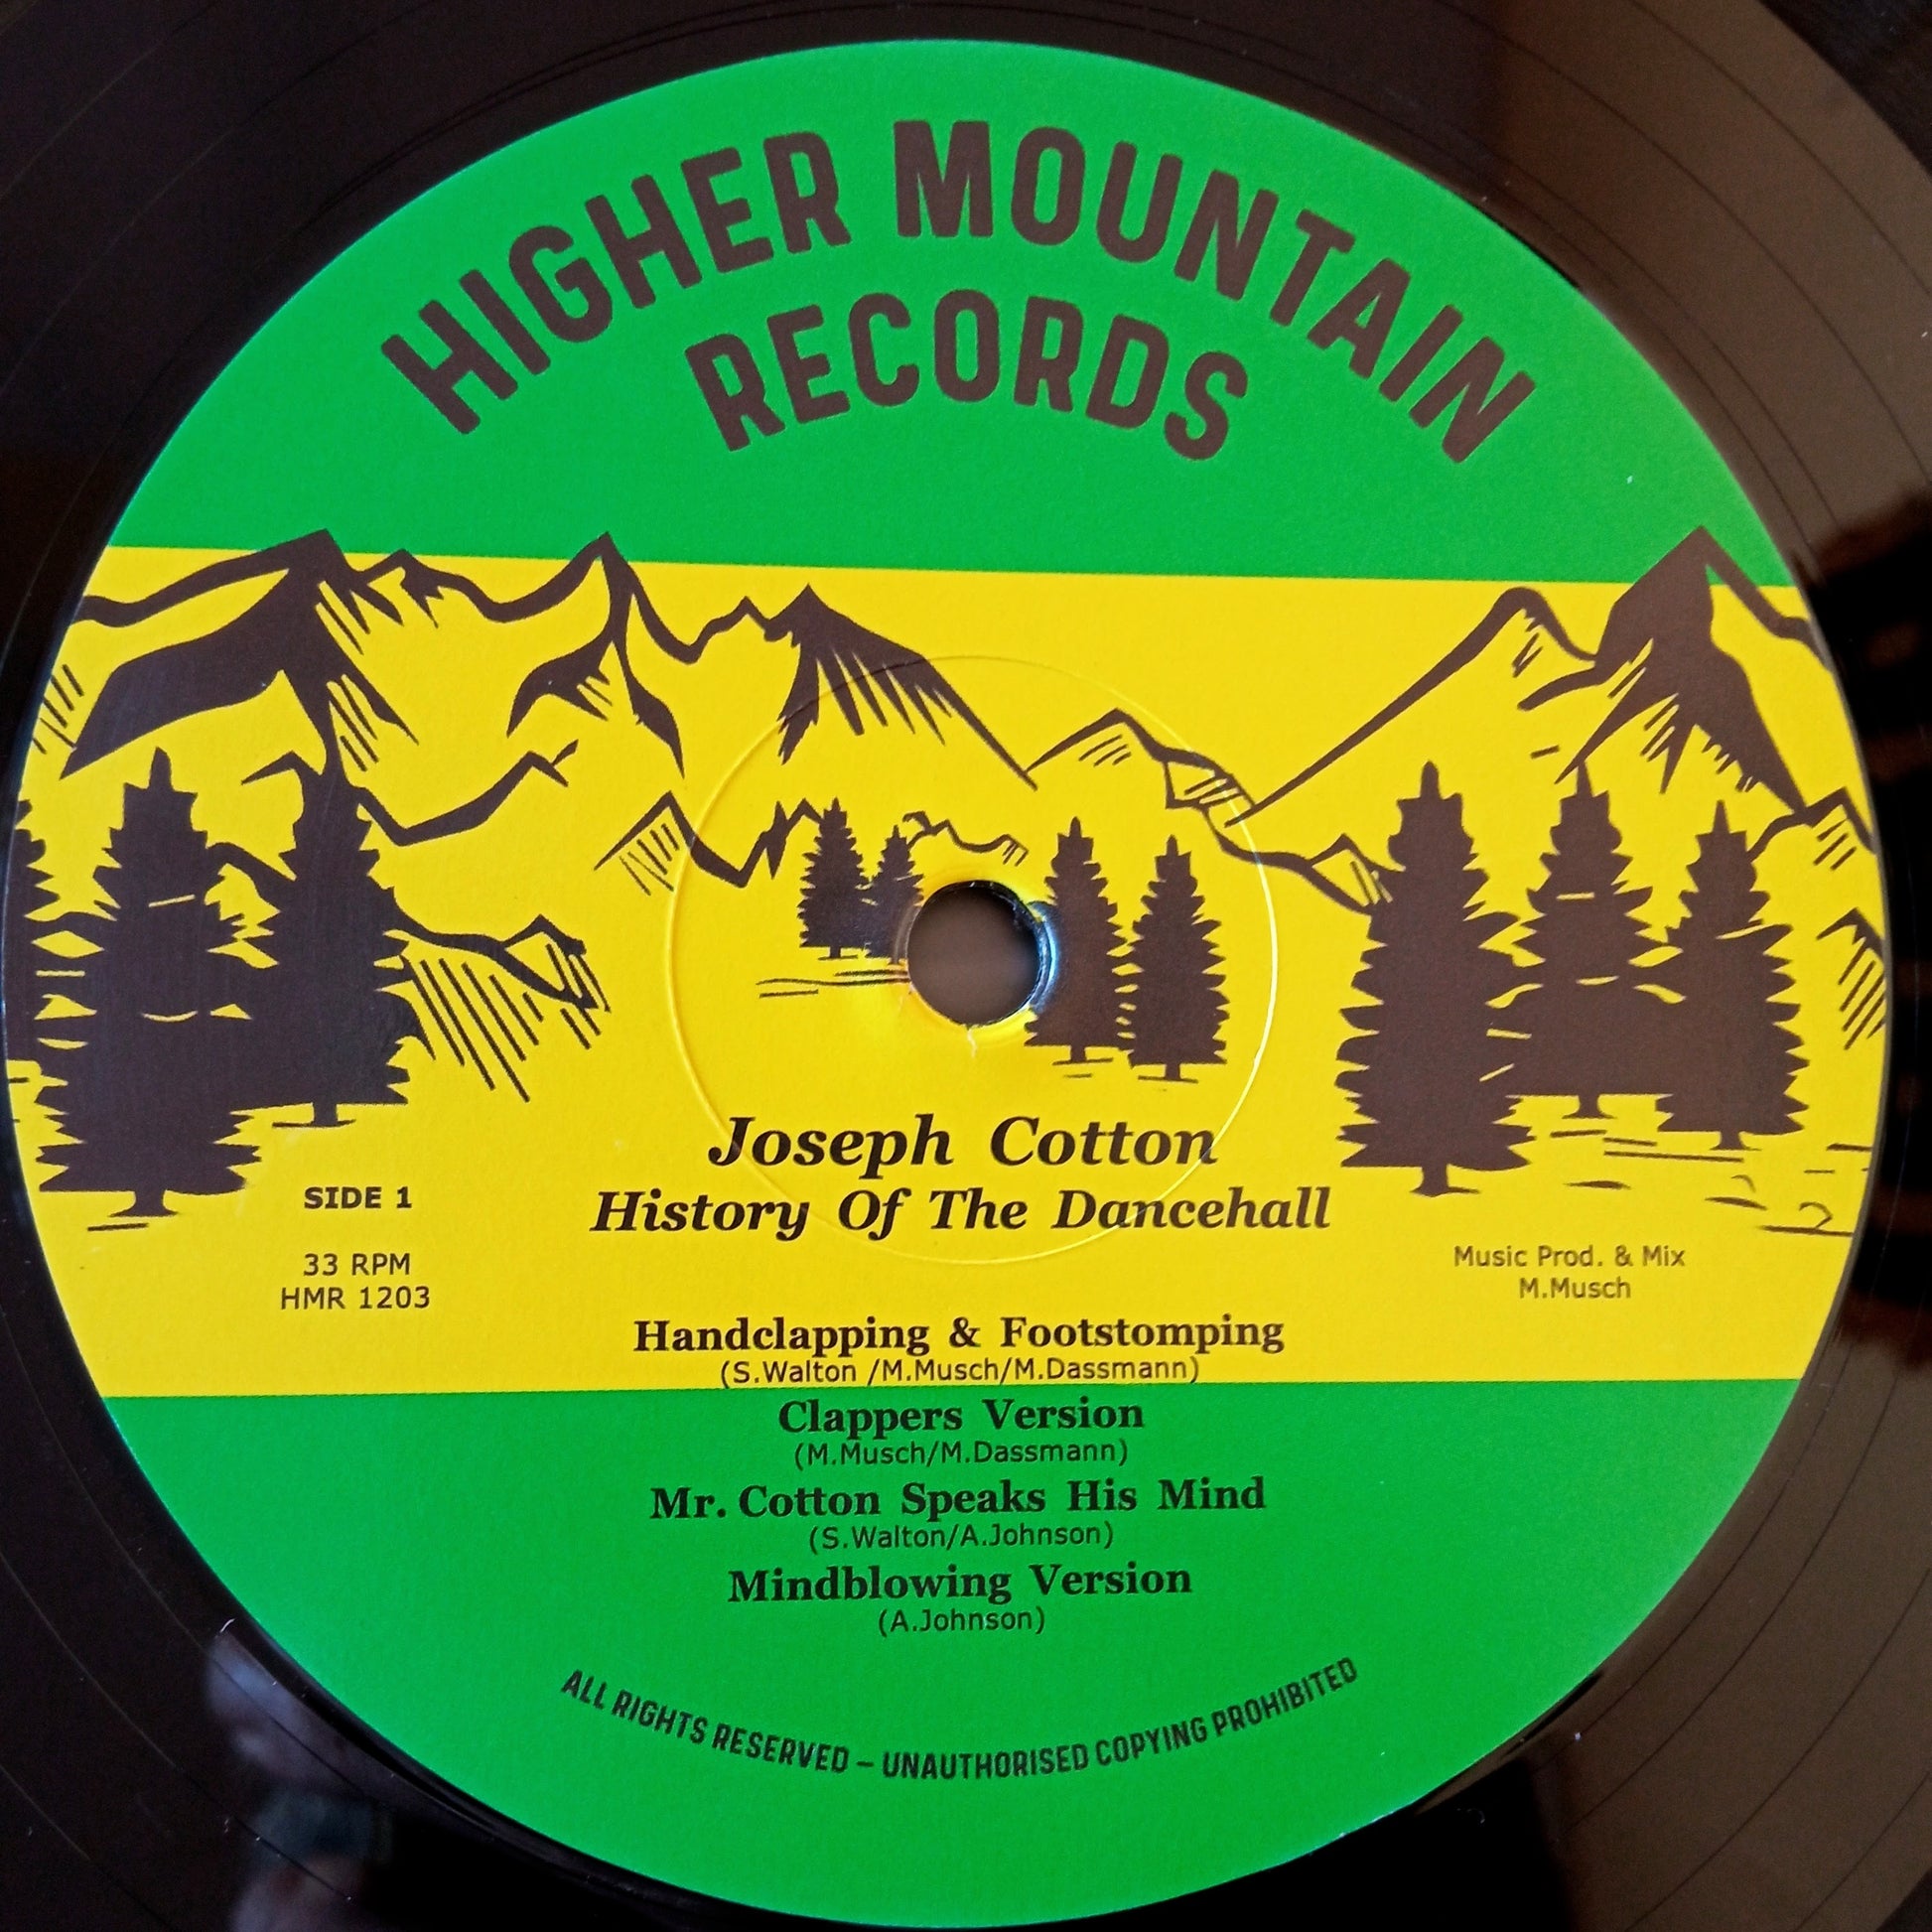 HIGHER MOUNTAIN
RECORDS
Joseph Cotton
History Of The Dancehall
SIDE 1
33 RPM
HMR 1203
Music Prod. & Mix
M.Musch
Handclapping & Footstomping
(S.Walton /M.Musch/M.Dassmann)
Clappers Version
(M.Musch/M.Dassmann)
Mr. Cotton Speaks His Mind
(S.Walton/A.Johnson)
Mindblowing Version
(A.Johnson)
ALL RIGHTS RESERVED – UNAUTHORISED COPYING PROHIBITED